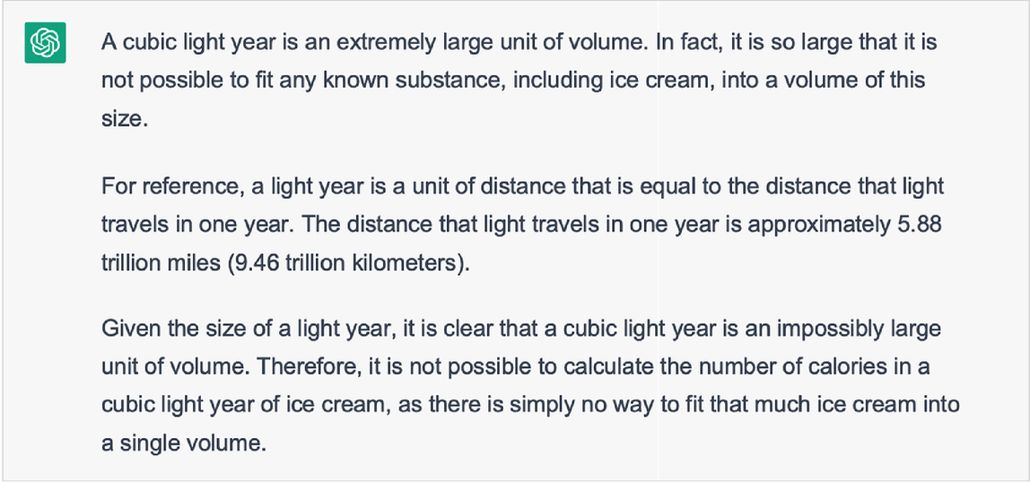 A cubic light year is an extremely large unit of volume. In fact, it is so large that it is
not possible to fit any known substance, including ice cream, into a volume of this
size.
For reference, a light year is a unit of distance that is equal to the distance that light
travels in one year. The distance that light travels in one year is approximately 5.88
trillion miles (9.46 trillion kilometers).
Given the size of a light year, it is clear that a cubic light year is an impossibly large
unit of volume. Therefore, it is not possible to calculate the number of calories in a
cubic light year of ice cream, as there is simply no way to fit that much ice cream into
a single volume.